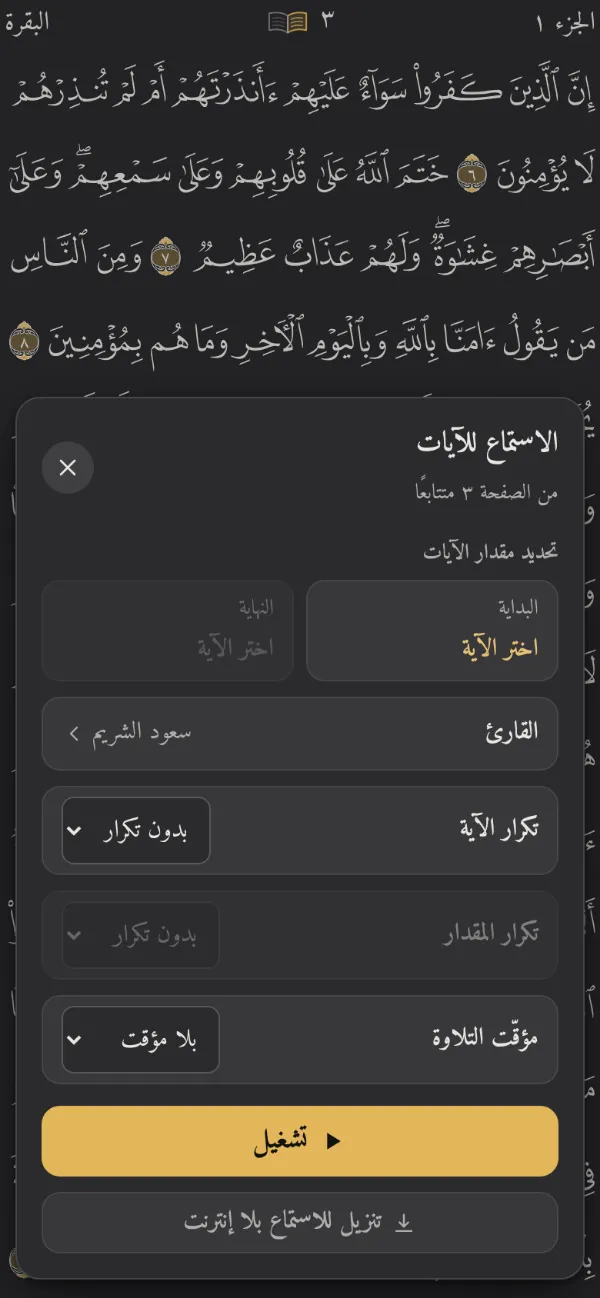 الجزء ١
٣
البقرة
إِنَّ ٱلَّذِينَ كَفَرُوا۟ سَوَآءٌ عَلَيْهِمْ ءَأَنذَرْتَهُمْ أَمْ لَمْ تُنذِرْهُمْ
لَا يُؤْمِنُونَ ٦ خَتَمَ ٱللَّهُ عَلَىٰ قُلُوبِهِمْ وَعَلَىٰ سَمْعِهِمْۖ وَعَلَىٰٓ
أَبْصَـٰرِهِمْ غِشَـٰوَةٌۖ وَلَهُمْ عَذَابٌ عَظِيمٌ ٧ وَمِنَ ٱلنَّاسِ
مَن يَقُولُ ءَامَنَّا بِٱللَّهِ وَبِٱلْيَوْمِ ٱلْـَٔاخِرِ وَمَا هُم بِمُؤْمِنِينَ ٨
الاستماع للآيات
من الصفحة ٣ متتابعًا
تحديد مقدار الآيات
البداية
اختر الآية
النهاية
اختر الآية
القارئ
سعود الشريم
تكرار الآية
بدون تكرار
تكرار المقدار
بدون تكرار
مؤقّت التلاوة
بلا مؤقت
تشغيل
تنزيل للاستماع بلا إنترنت